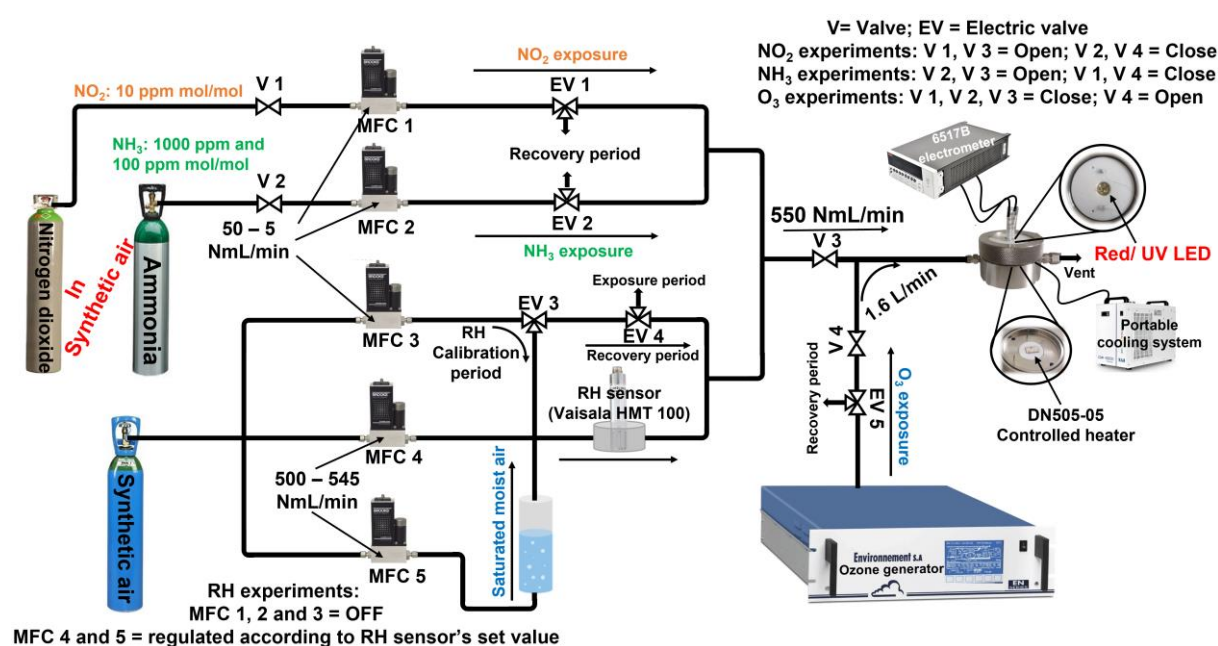 V= Valve; EV = Electric valve
NO₂ experiments: V 1, V 3 = Open; V 2, V 4 = Close
NH₃ experiments: V 2, V 3 = Open; V 1, V 4 = Close
O₃ experiments: V 1, V 2, V 3 = Close; V 4 = Open
NO₂: 10 ppm mol/mol
V 1
MFC 1
NO₂ exposure
EV 1
Recovery period
NH₃: 1000 ppm and
100 ppm mol/mol
V 2
MFC 2
EV 2
NH₃ exposure
50 – 5
NmL/min
Nitrogen dioxide
In
Synthetic air
Ammonia
MFC 3
EV 3
RH
Calibration
period
Exposure period
EV 4
Recovery period
RH sensor
(Vaisala HMT 100)
Synthetic air
MFC 4
500 – 545
NmL/min
MFC 5
Saturated moist air
RH experiments:
MFC 1, 2 and 3 = OFF
MFC 4 and 5 = regulated according to RH sensor's set value
6517B
electrometer
550 NmL/min
V 3
1.6 L/min
Red/ UV LED
Vent
Portable
cooling system
DN505-05
Controlled heater
V 4
EV 5
Recovery period
O₃ exposure
Environnement S.A
Ozone generator
EN